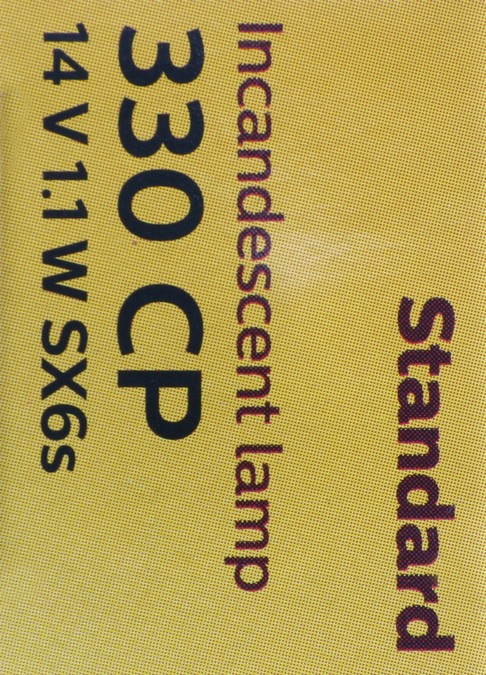 Standard
Incandescent lamp
330 CP
14 V 1.1 W SX6s